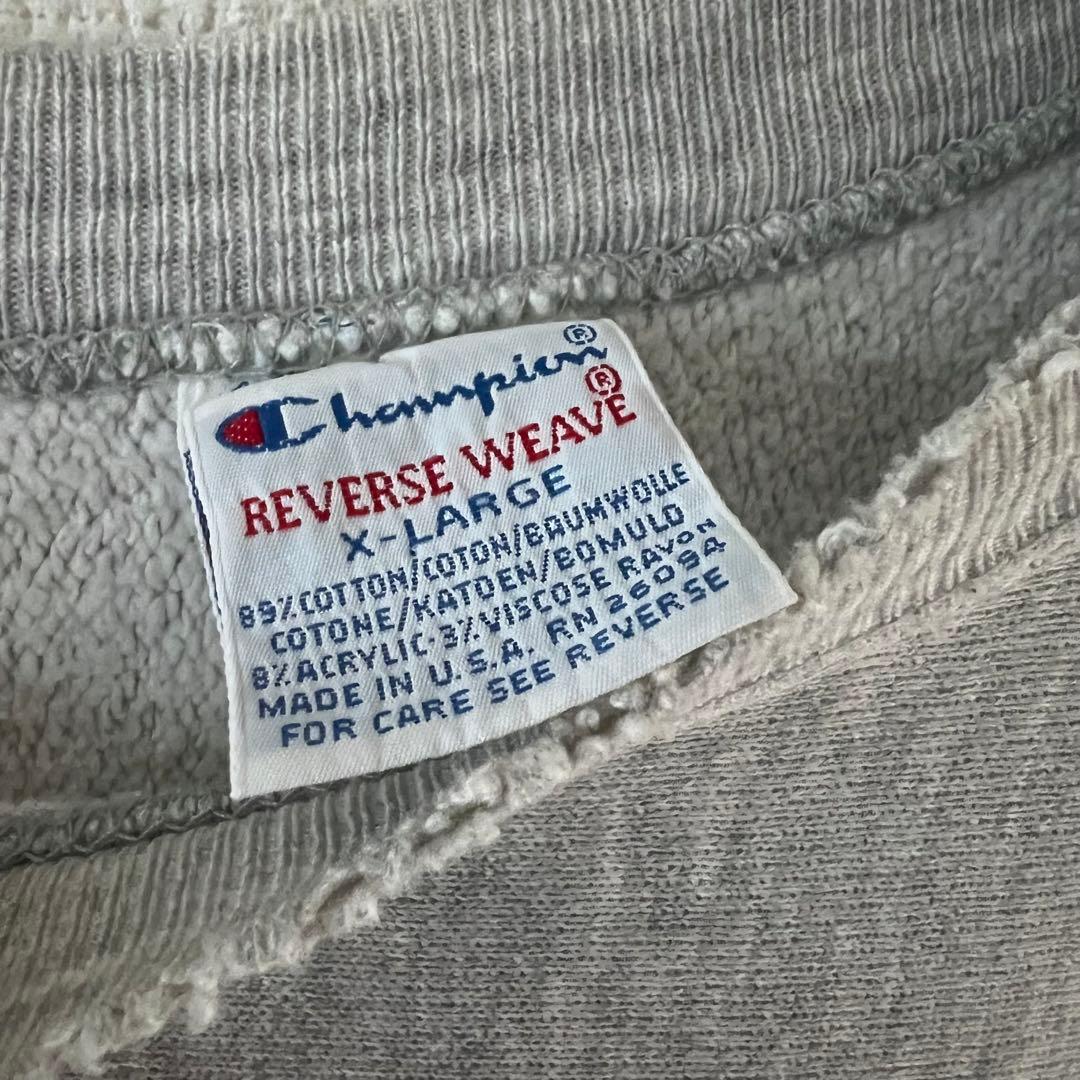 Champion®
REVERSE WEAVE®
X-LARGE
89%COTTON/COTON/BAUMWOLLE
COTONE/KATOEN/BOMULD
8%ACRYLIC·3%VISCOSE RAYON
MADE IN U.S.A. RN 26094
FOR CARE SEE REVERSE